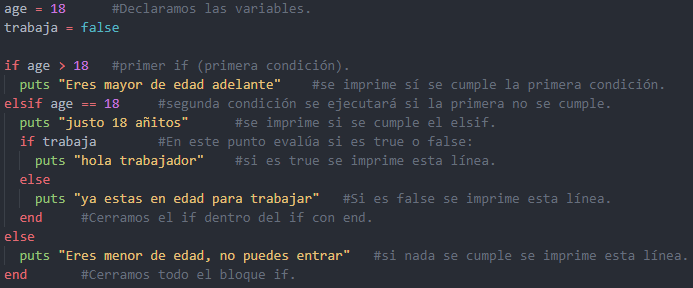 age = 18      #Declaramos las variables.
trabaja = false

if age > 18   #primer if (primera condición).
  puts "Eres mayor de edad adelante"    #se imprime sí se cumple la primera condición.
elsif age == 18     #segunda condición se ejecutará si la primera no se cumple.
  puts "justo 18 añitos"      #se imprime si se cumple el elsif.
  if trabaja        #En este punto evalúa si es true o false:
    puts "hola trabajador"    #si es true se imprime esta línea.
  else
    puts "ya estas en edad para trabajar"   #Si es false se imprime esta línea.
  end     #Cerramos el if dentro del if con end.
else
  puts "Eres menor de edad, no puedes entrar"   #si nada se cumple se imprime esta línea.
end       #Cerramos todo el bloque if.